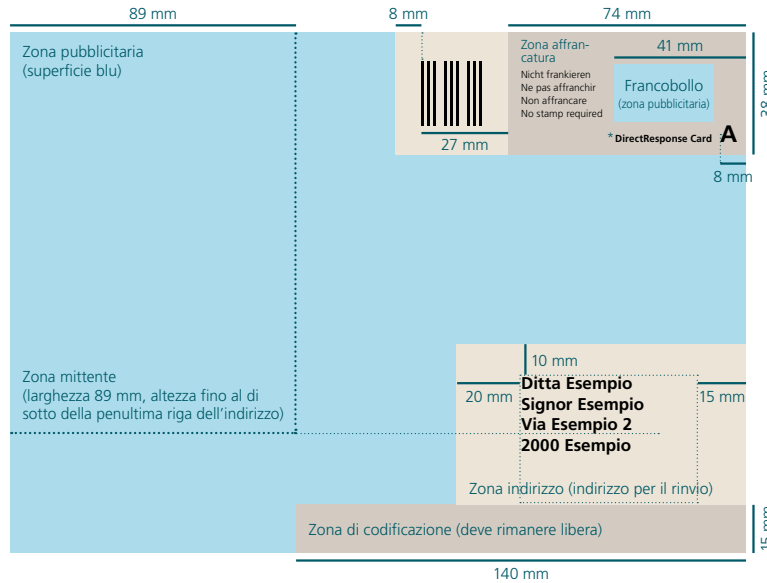 89 mm
8 mm
74 mm
Zona pubblicitaria
(superficie blu)
Zona affran-
catura
41 mm
Nicht frankieren
Ne pas affranchir
Non affrancare
No stamp required
Francobollo
(zona pubblicitaria)
38 mm
27 mm
* DirectResponse Card
A
8 mm
10 mm
Zona mittente
(larghezza 89 mm, altezza fino al di
sotto della penultima riga dell'indirizzo)
20 mm
15 mm
Ditta Esempio
Signor Esempio
Via Esempio 2
2000 Esempio
Zona indirizzo (indirizzo per il rinvio)
Zona di codificazione (deve rimanere libera)
15 mm
140 mm